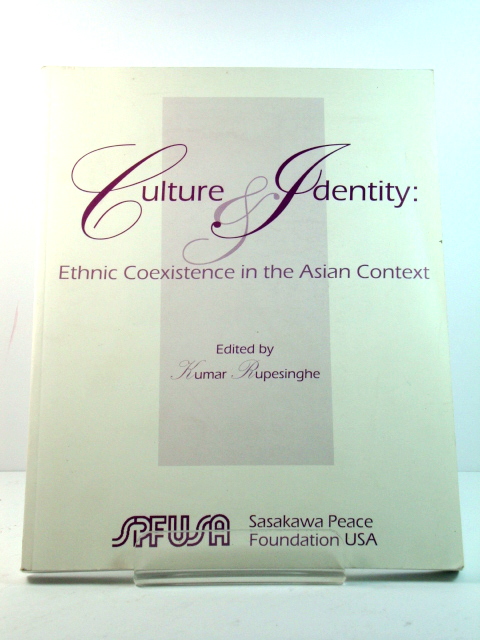 Culture & Identity:
Ethnic Coexistence in the Asian Context
Edited by
Kumar Rupesinghe
SPFUSA
Sasakawa Peace
Foundation USA